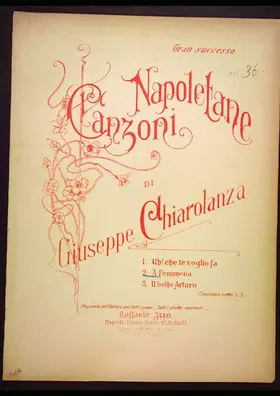 Gran successo
36.
Canzoni Napoletane
DI
Giuseppe Chiarolanza
1. Uh! che te voglio fa
2. 'A Femmena
3. Il bello Arturo
Raffaele Izzo